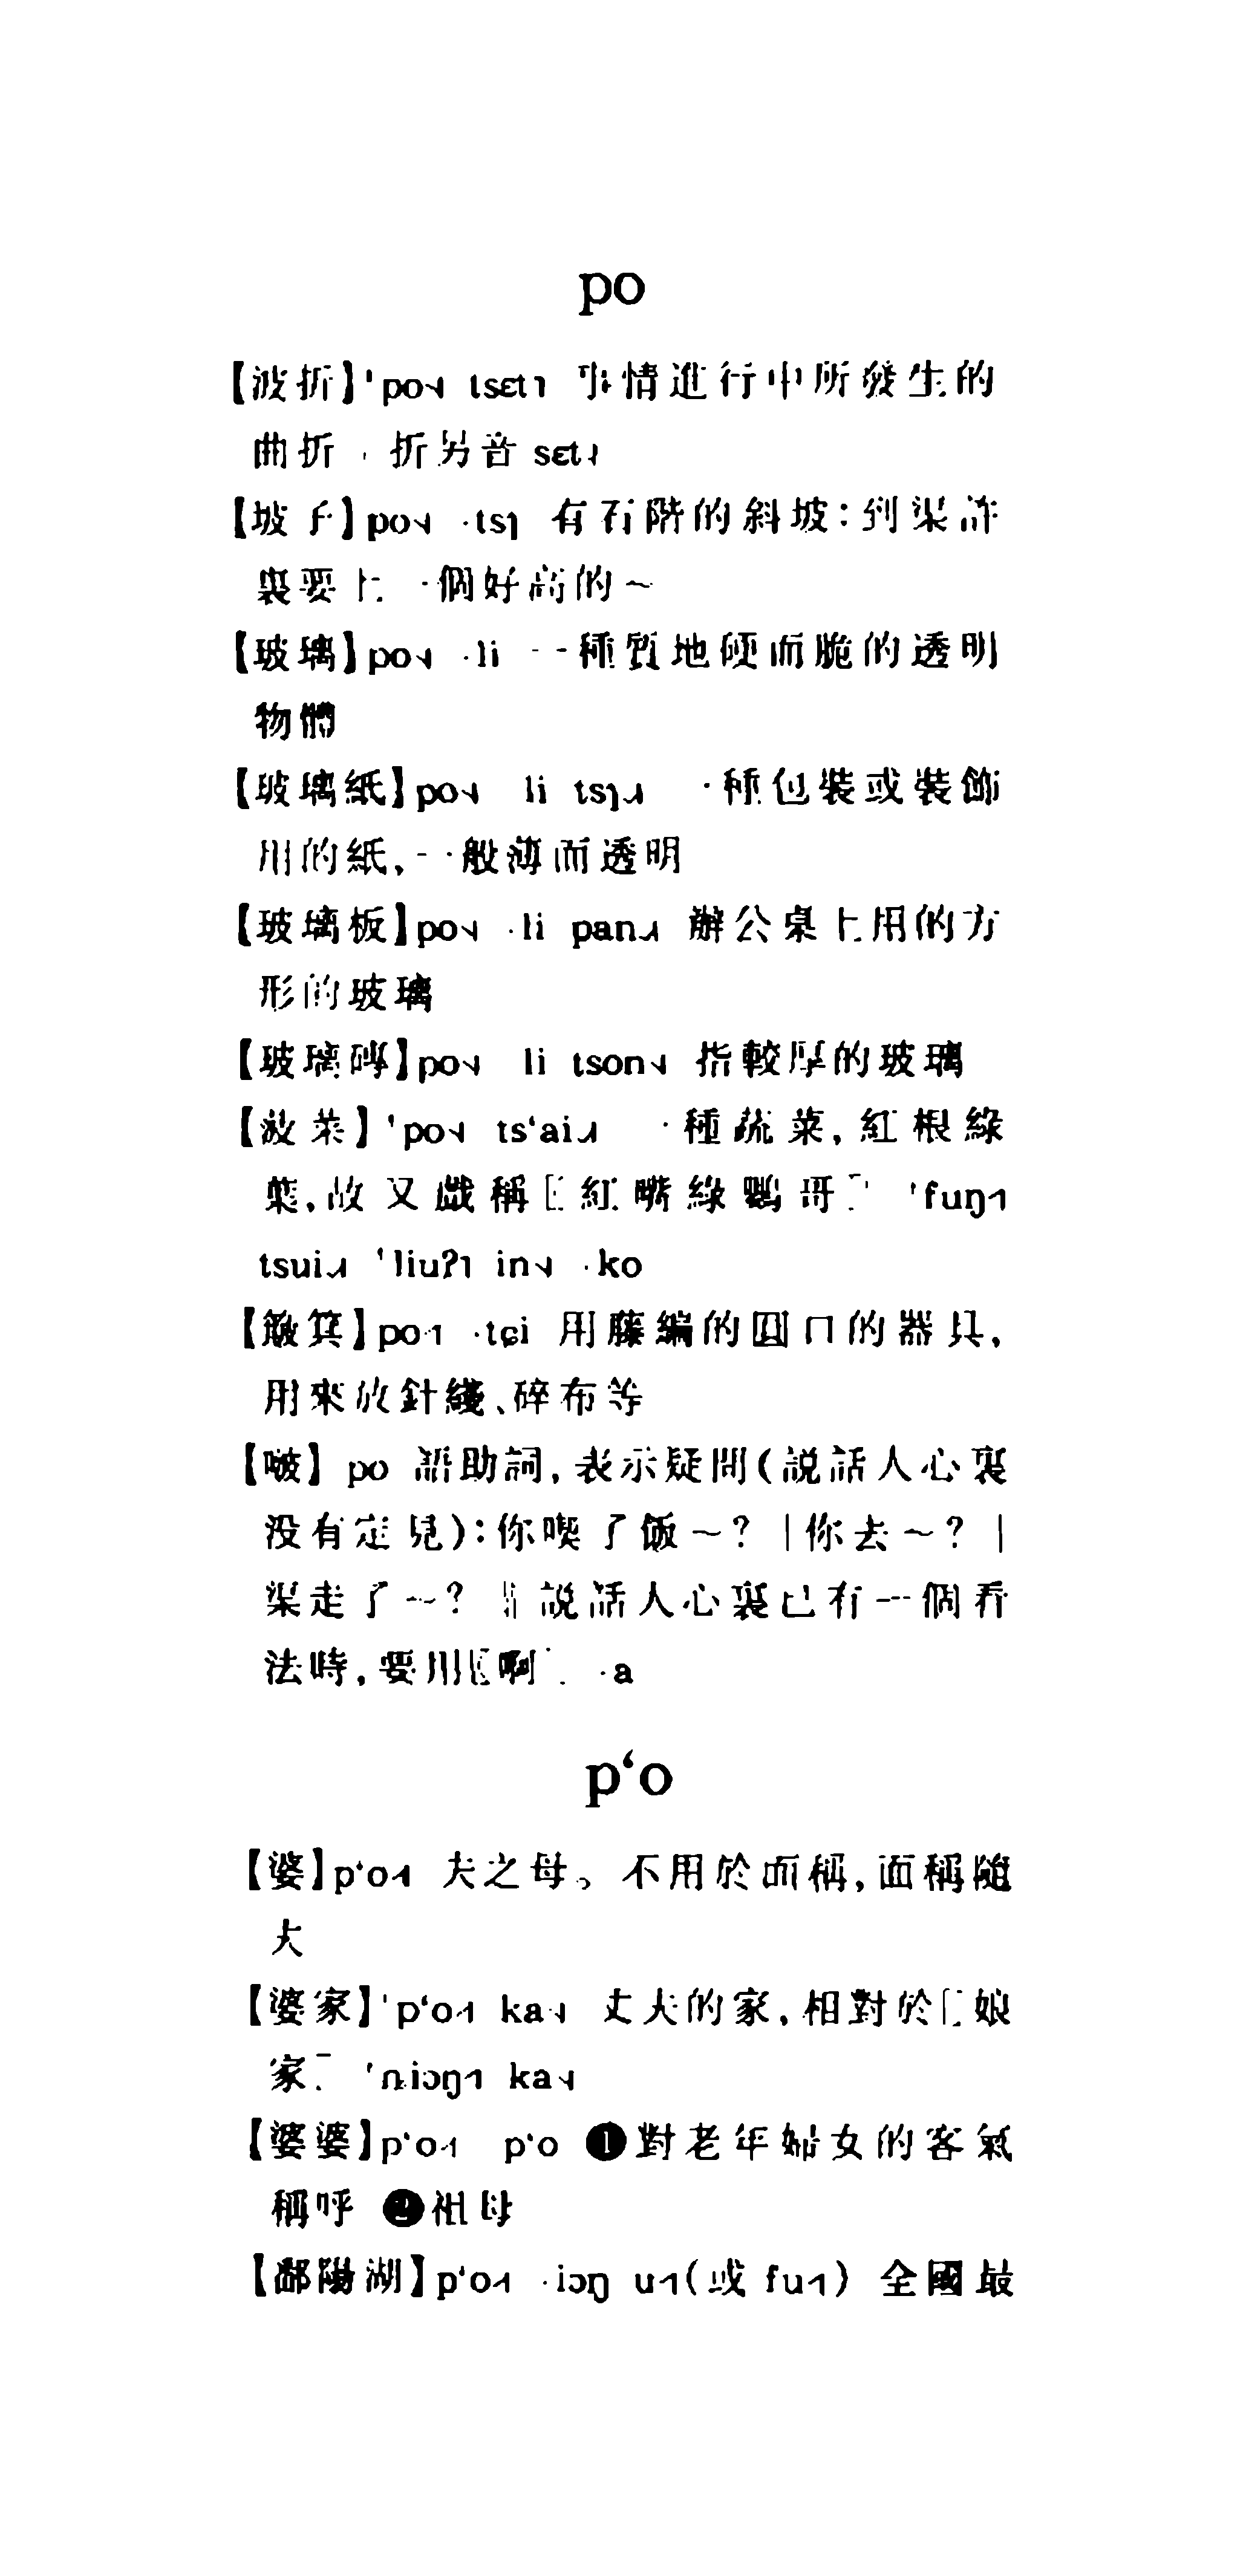 po
【波折】'po˧˩ tsɛt˥ 事情進行中所發生的
曲折，折另音 sɛt˨
【坡子】po˧˩ ·tsɿ 有石階的斜坡：到渠許
裏要上一個好高的～
【玻璃】po˧˩ ·li 一種質地硬而脆的透明
物體
【玻璃紙】po˧˩ ·li tsɿ˨˩˧ 一種包裝或裝飾
用的紙，一般薄而透明
【玻璃板】po˧˩ ·li pan˨˩˧ 辦公桌上用的方
形的玻璃
【玻璃磚】po˧˩ ·li tson˧˩ 指較厚的玻璃
【菠菜】'po˧˩ ts‘ai˨˩˧ 一種蔬菜，紅根綠
葉，故又戲稱［紅嘴綠鸚哥］ 'fuŋ˧˥
tsui˨˩˧ 'liuʔ˥ in˧˩ ·ko
【簸箕】po˧˥ ·tɕi 用藤編的圓口的器具，
用來放針綫、碎布等
【啵】 po 語助詞，表示疑問（説話人心裏
没有定見）：你喫了飯～？｜你去～？｜
渠走了～？‖説話人心裏已有一個看
法時，要用［啊］ ·a
p‘o
【婆】p‘o˧˥ 夫之母。不用於面稱，面稱隨
夫
【婆家】'p‘o˧˥ ka˧˩ 丈夫的家，相對於［娘
家］ 'ȵiɔŋ˧˥ ka˧˩
【婆婆】p‘o˧˥ p‘o ❶對老年婦女的客氣
稱呼 ❷祖母
【鄱陽湖】p‘o˧˥ ·iɔŋ u˧˥（或 fu˧˥） 全國最